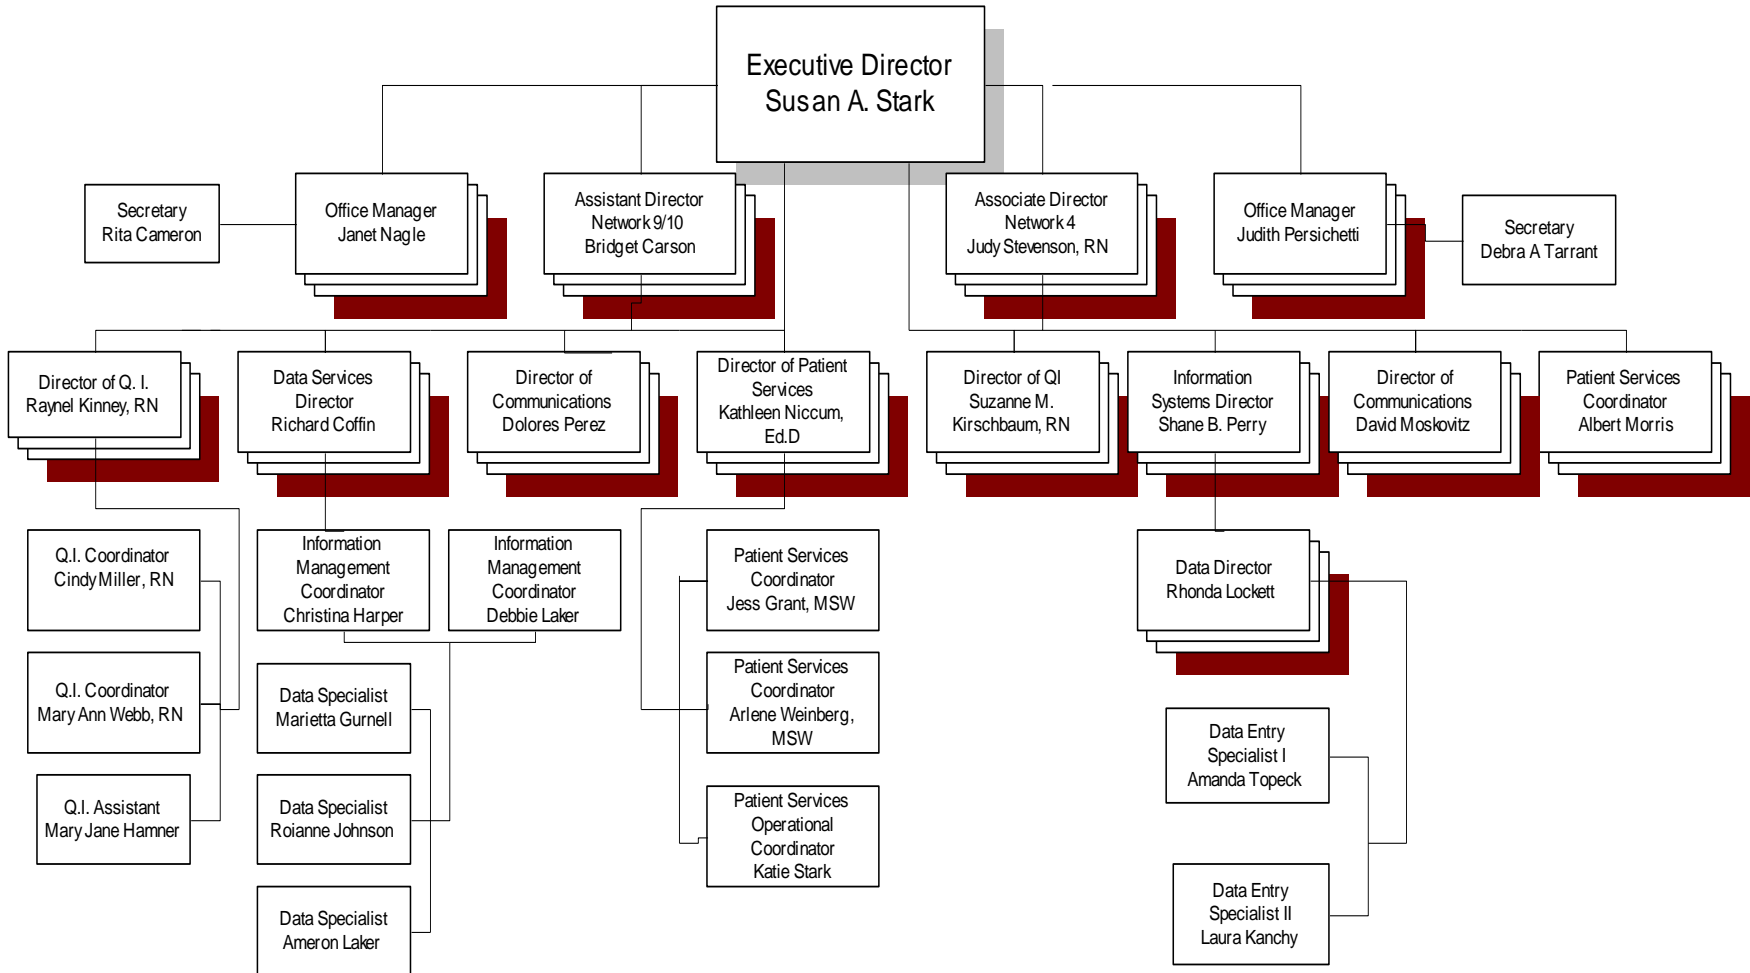 Executive Director
Susan A. Stark
Secretary
Rita Cameron
Office Manager
Janet Nagle
Assistant Director
Network 9/10
Bridget Carson
Associate Director
Network 4
Judy Stevenson, RN
Office Manager
Judith Persichetti
Secretary
Debra A Tarrant
Director of Q. I.
Raynel Kinney, RN
Data Services
Director
Richard Coffin
Director of
Communications
Dolores Perez
Director of Patient
Services
Kathleen Niccum,
Ed.D
Director of QI
Suzanne M.
Kirschbaum, RN
Information
Systems Director
Shane B. Perry
Director of
Communications
David Moskovitz
Patient Services
Coordinator
Albert Morris
Q.I. Coordinator
Cindy Miller, RN
Information
Management
Coordinator
Christina Harper
Information
Management
Coordinator
Debbie Laker
Patient Services
Coordinator
Jess Grant, MSW
Data Director
Rhonda Lockett
Q.I. Coordinator
Mary Ann Webb, RN
Data Specialist
Marietta Gurnell
Patient Services
Coordinator
Arlene Weinberg,
MSW
Data Entry
Specialist I
Amanda Topeck
Q.I. Assistant
Mary Jane Hamner
Data Specialist
Roianne Johnson
Patient Services
Operational
Coordinator
Katie Stark
Data Specialist
Ameron Laker
Data Entry
Specialist II
Laura Kanchy